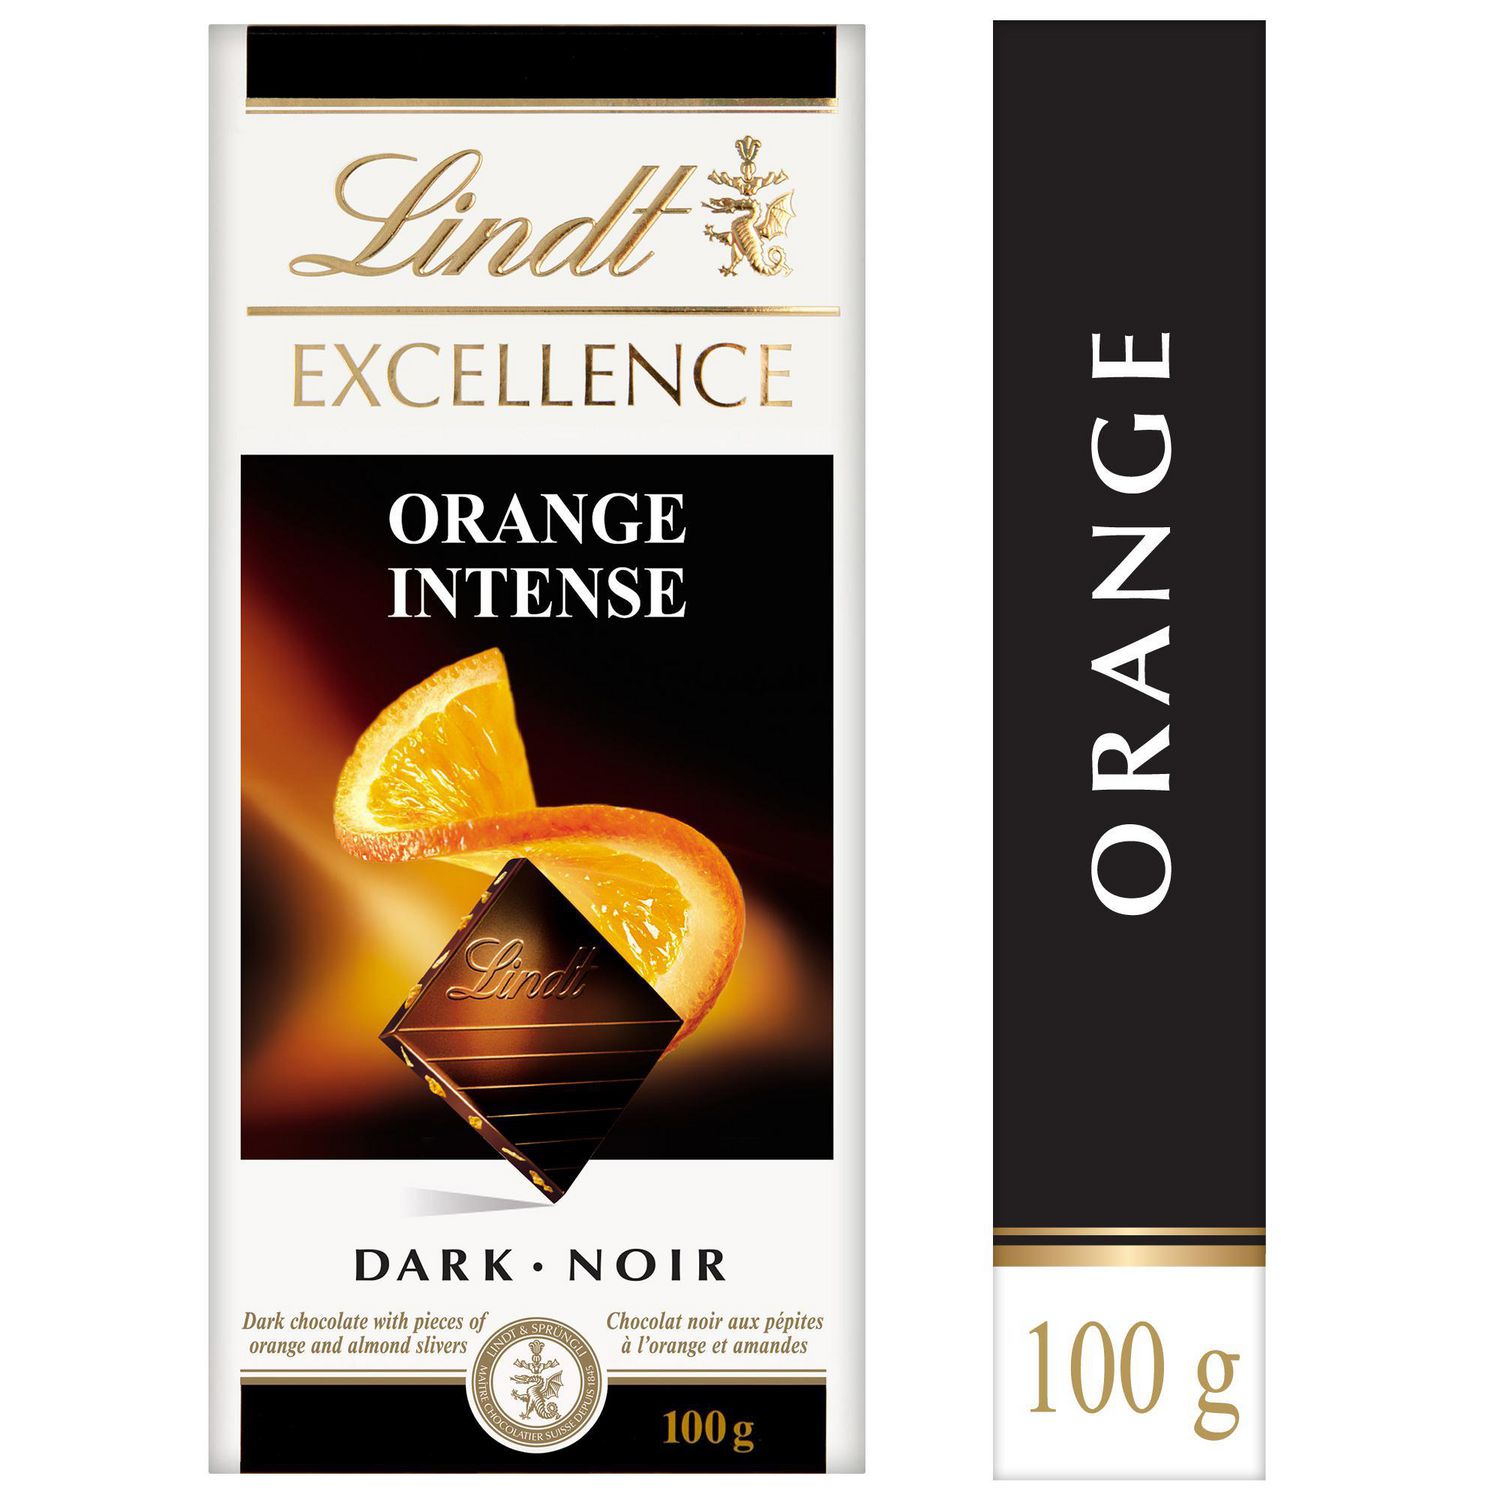 Lindt
EXCELLENCE
ORANGE
INTENSE
Lindt
DARK • NOIR
Dark chocolate with pieces of
orange and almond slivers
Chocolat noir aux pépites
à l'orange et amandes
LINDT & SPRÜNGLI
MAÎTRE CHOCOLATIER SUISSE DEPUIS 1845
100 g
ORANGE
100 g